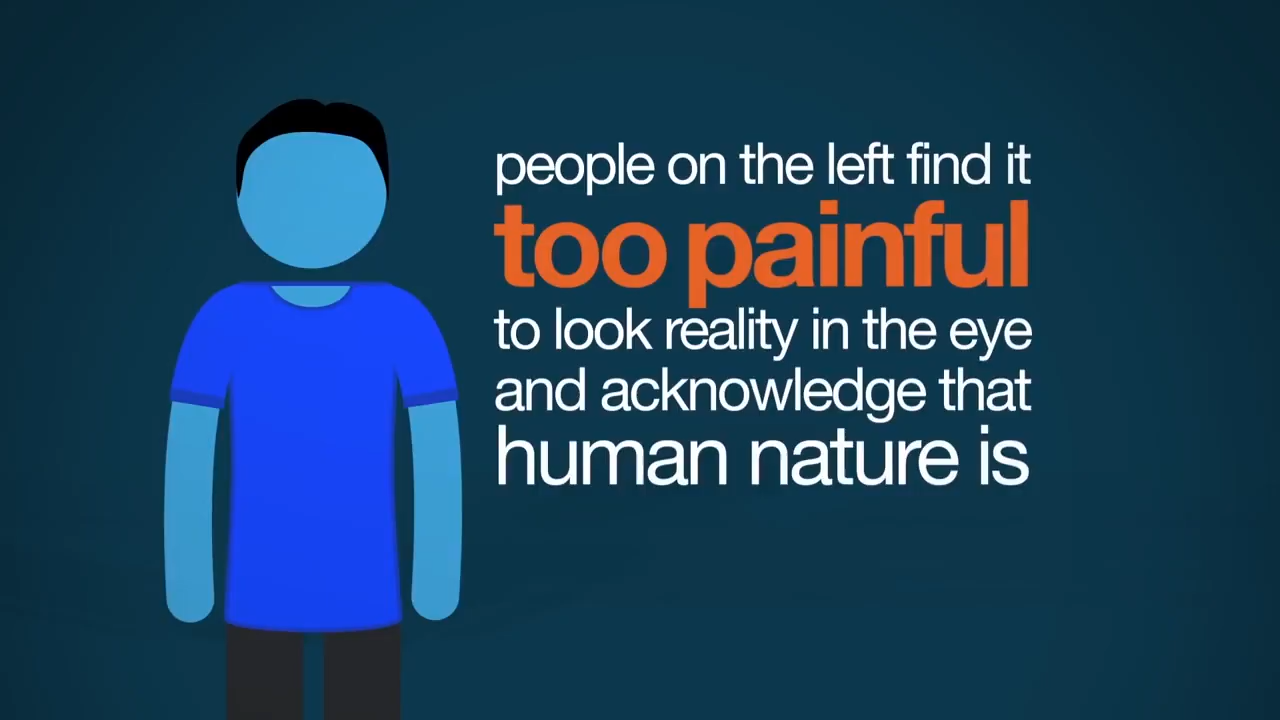 people on the left find it
too painful
to look reality in the eye
and acknowledge that
human nature is